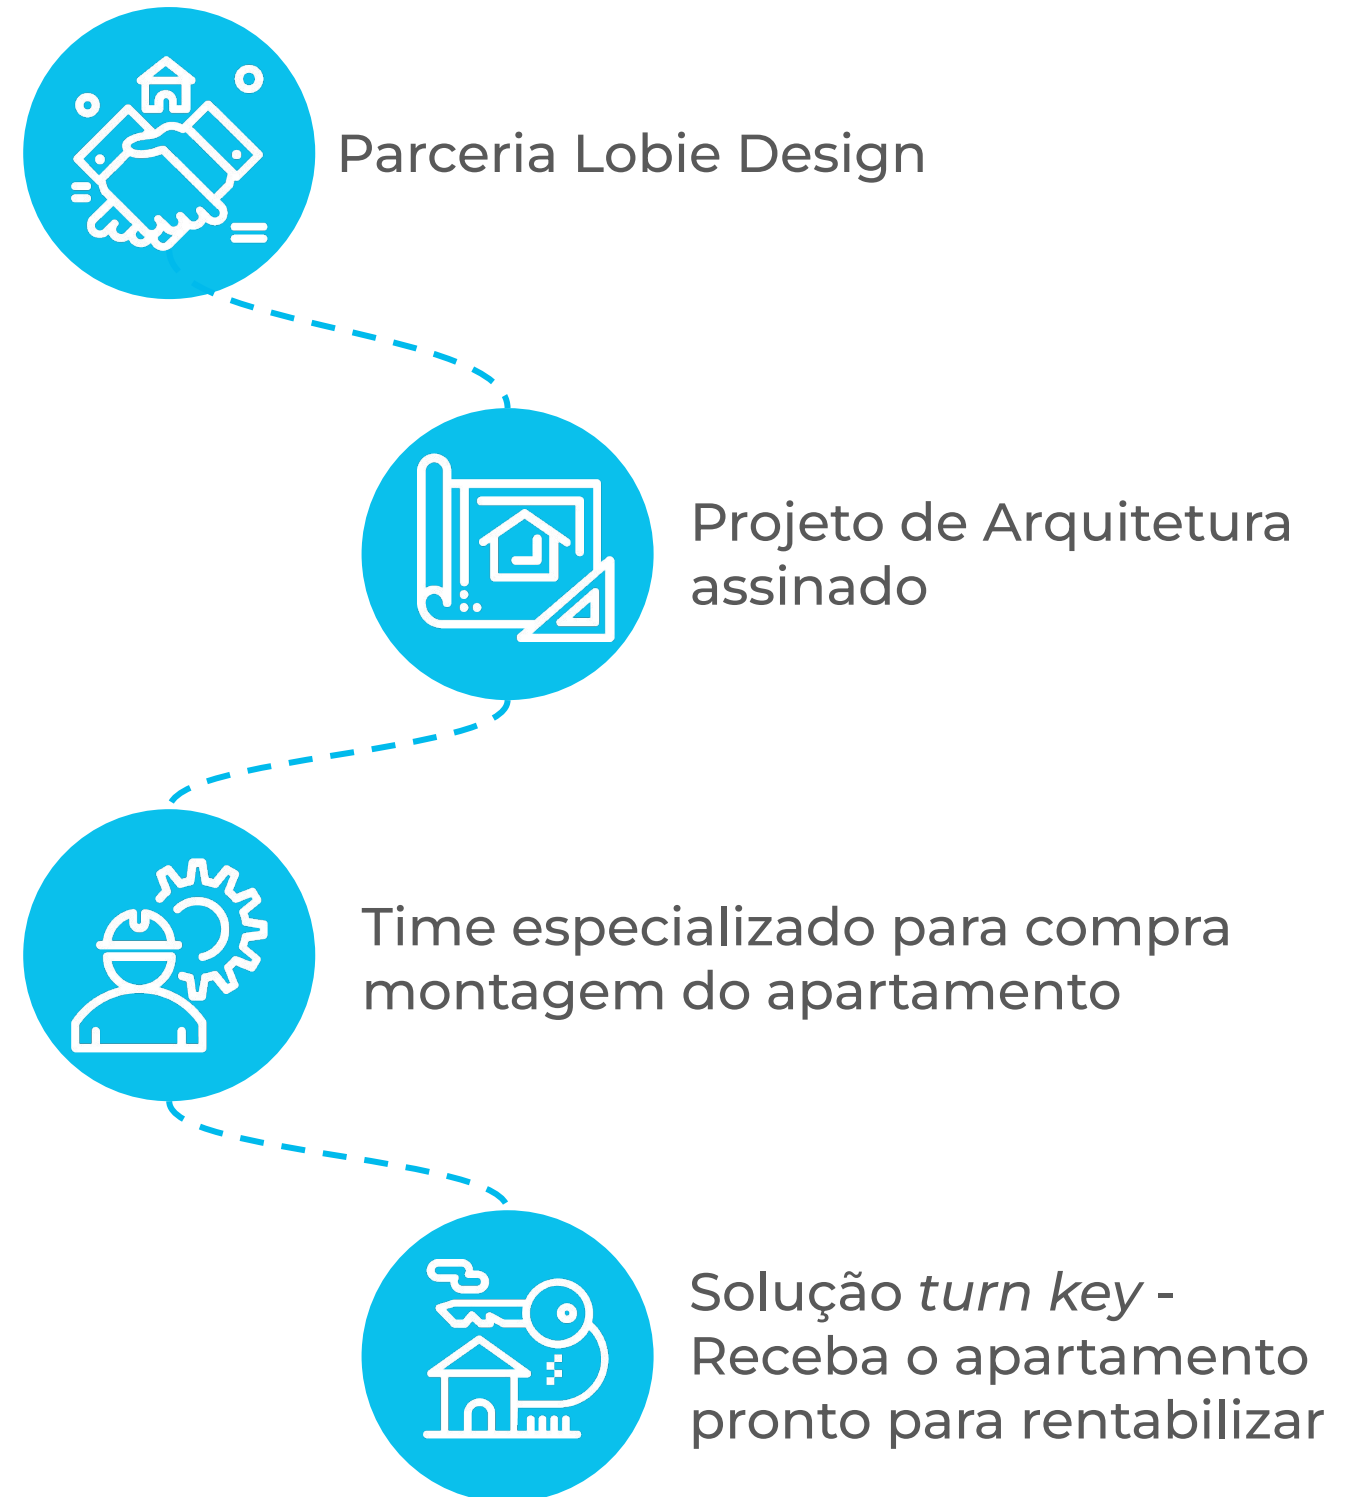 Parceria Lobie Design
Projeto de Arquitetura
assinado
Time especializado para compra
montagem do apartamento
Solução turn key -
Receba o apartamento
pronto para rentabilizar